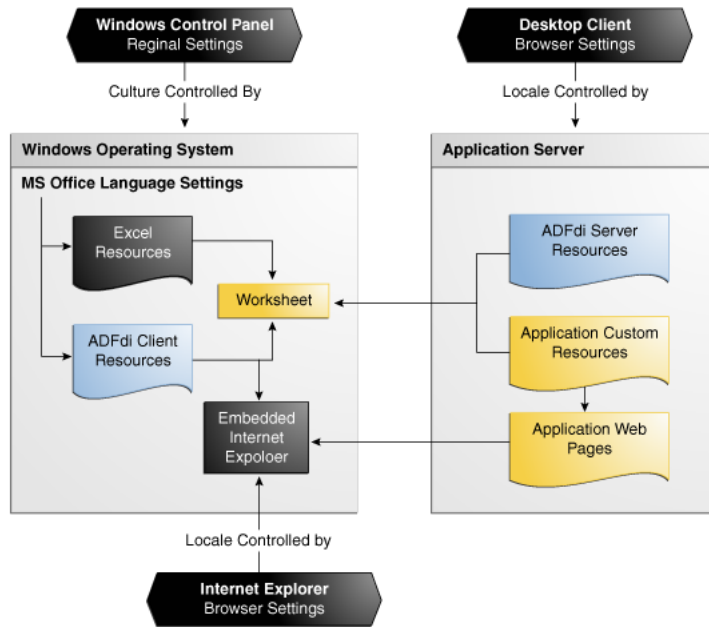 Windows Control Panel
Reginal Settings
Desktop Client
Browser Settings
Culture Controlled By
Locale Controlled by
Windows Operating System
Application Server
MS Office Language Settings
Excel
Resources
ADFdi Server
Resources
Worksheet
ADFdi Client
Resources
Application Custom
Resources
Embedded
Internet
Expoloer
Application Web
Pages
Locale Controlled by
Internet Explorer
Browser Settings